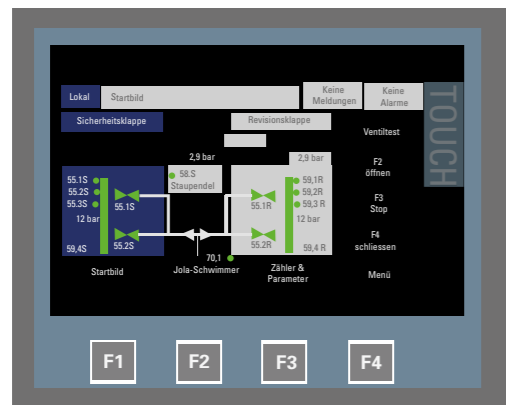 Lokal
Startbild
Keine
Meldungen
Keine
Alarme
TOUCH
Sicherheitsklappe
Revisionsklappe
Ventiltest
2,9 bar
2,9 bar
F2
öffnen
55.1S
55.2S
55.3S
12 bar
59,4S
55.1S
55.2S
58.S
Staupendel
55.1R
55.2R
59,1R
59,2R
59,3 R
12 bar
59,4 R
F3
Stop
F4
schliessen
70,1
Startbild
Jola-Schwimmer
Zähler &
Parameter
Menü
F1
F2
F3
F4